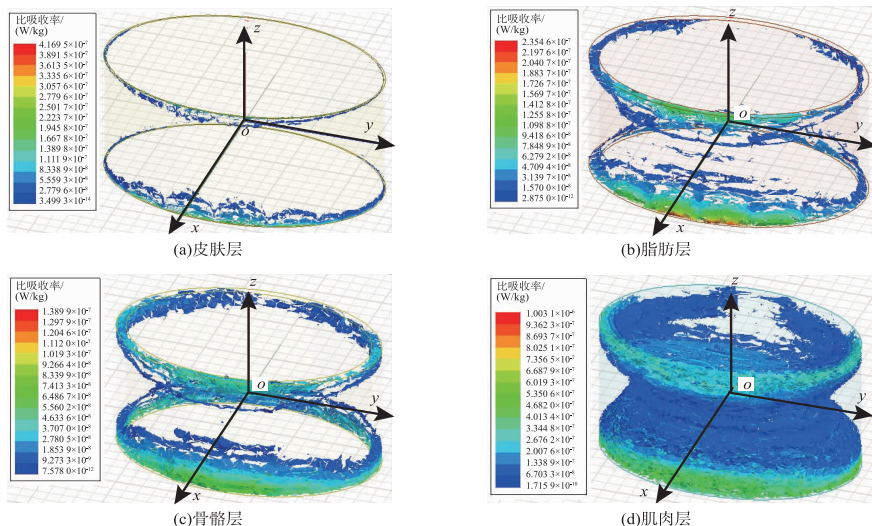 比吸收率/
(W/kg)
4.169 5×10⁻⁷
3.891 5×10⁻⁷
3.613 5×10⁻⁷
3.335 6×10⁻⁷
3.057 6×10⁻⁷
2.779 6×10⁻⁷
2.501 7×10⁻⁷
2.223 7×10⁻⁷
1.945 8×10⁻⁷
1.667 8×10⁻⁷
1.389 8×10⁻⁷
1.111 9×10⁻⁷
8.338 9×10⁻⁸
5.559 3×10⁻⁸
2.779 6×10⁻⁸
3.499 3×10⁻¹⁴
z
o
y
x
(a)皮肤层
比吸收率/
(W/kg)
2.354 6×10⁻⁷
2.197 6×10⁻⁷
2.040 7×10⁻⁷
1.883 7×10⁻⁷
1.726 7×10⁻⁷
1.569 7×10⁻⁷
1.412 8×10⁻⁷
1.255 8×10⁻⁷
1.098 8×10⁻⁷
9.418 6×10⁻⁸
7.848 9×10⁻⁸
6.279 2×10⁻⁸
4.709 4×10⁻⁸
3.139 7×10⁻⁸
1.570 0×10⁻⁸
2.875 0×10⁻¹²
z
o
y
x
(b)脂肪层
比吸收率/
(W/kg)
1.389 9×10⁻⁷
1.297 9×10⁻⁷
1.204 6×10⁻⁷
1.112 0×10⁻⁷
1.019 3×10⁻⁷
9.266 4×10⁻⁸
8.339 9×10⁻⁸
7.413 3×10⁻⁸
6.486 7×10⁻⁸
5.560 2×10⁻⁸
4.633 6×10⁻⁸
3.707 0×10⁻⁸
2.780 5×10⁻⁸
1.853 9×10⁻⁸
9.273 3×10⁻⁹
7.578 0×10⁻¹²
z
o
y
x
(c)骨骼层
比吸收率/
(W/kg)
1.003 1×10⁻⁶
9.362 3×10⁻⁷
8.693 7×10⁻⁷
8.025 1×10⁻⁷
7.356 5×10⁻⁷
6.687 9×10⁻⁷
6.019 3×10⁻⁷
5.350 6×10⁻⁷
4.682 0×10⁻⁷
4.013 4×10⁻⁷
3.344 8×10⁻⁷
2.676 2×10⁻⁷
2.007 6×10⁻⁷
1.338 9×10⁻⁷
6.703 3×10⁻⁸
1.715 9×10⁻¹⁰
z
o
y
x
(d)肌肉层